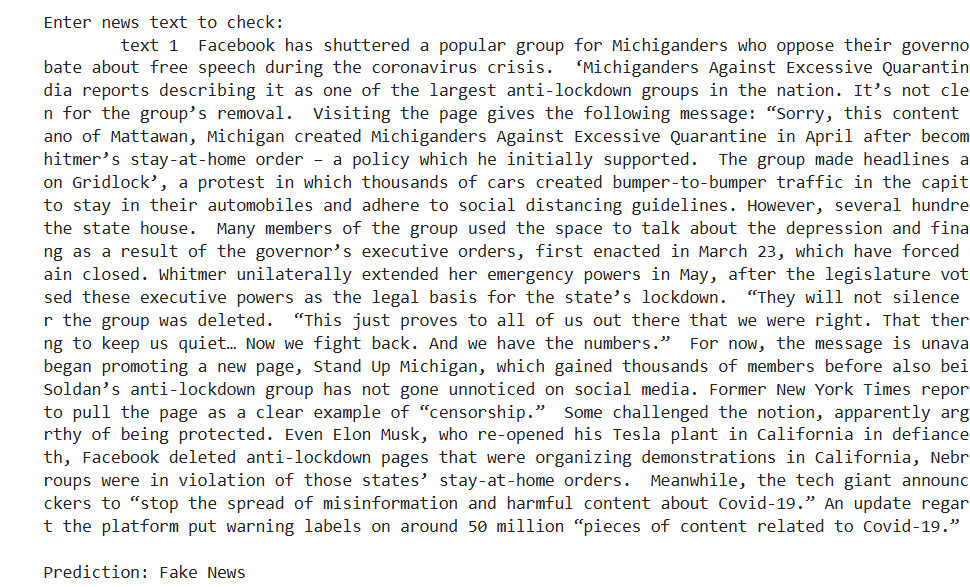 Enter news text to check:
text 1  Facebook has shuttered a popular group for Michiganders who oppose their governo
bate about free speech during the coronavirus crisis.  ‘Michiganders Against Excessive Quarantin
dia reports describing it as one of the largest anti-lockdown groups in the nation. It’s not cle
n for the group’s removal.  Visiting the page gives the following message: “Sorry, this content
ano of Mattawan, Michigan created Michiganders Against Excessive Quarantine in April after becom
hitmer’s stay-at-home order – a policy which he initially supported.  The group made headlines a
on Gridlock’, a protest in which thousands of cars created bumper-to-bumper traffic in the capit
to stay in their automobiles and adhere to social distancing guidelines. However, several hundre
the state house.  Many members of the group used the space to talk about the depression and fina
ng as a result of the governor’s executive orders, first enacted in March 23, which have forced
ain closed. Whitmer unilaterally extended her emergency powers in May, after the legislature vot
sed these executive powers as the legal basis for the state’s lockdown.  “They will not silence
r the group was deleted.  “This just proves to all of us out there that we were right. That ther
ng to keep us quiet… Now we fight back. And we have the numbers.”  For now, the message is unava
began promoting a new page, Stand Up Michigan, which gained thousands of members before also bei
Soldan’s anti-lockdown group has not gone unnoticed on social media. Former New York Times repor
to pull the page as a clear example of “censorship.”  Some challenged the notion, apparently arg
rthy of being protected. Even Elon Musk, who re-opened his Tesla plant in California in defiance
th, Facebook deleted anti-lockdown pages that were organizing demonstrations in California, Nebr
roups were in violation of those states’ stay-at-home orders.  Meanwhile, the tech giant announc
ckers to “stop the spread of misinformation and harmful content about Covid-19.” An update regar
t the platform put warning labels on around 50 million “pieces of content related to Covid-19.”
Prediction: Fake News